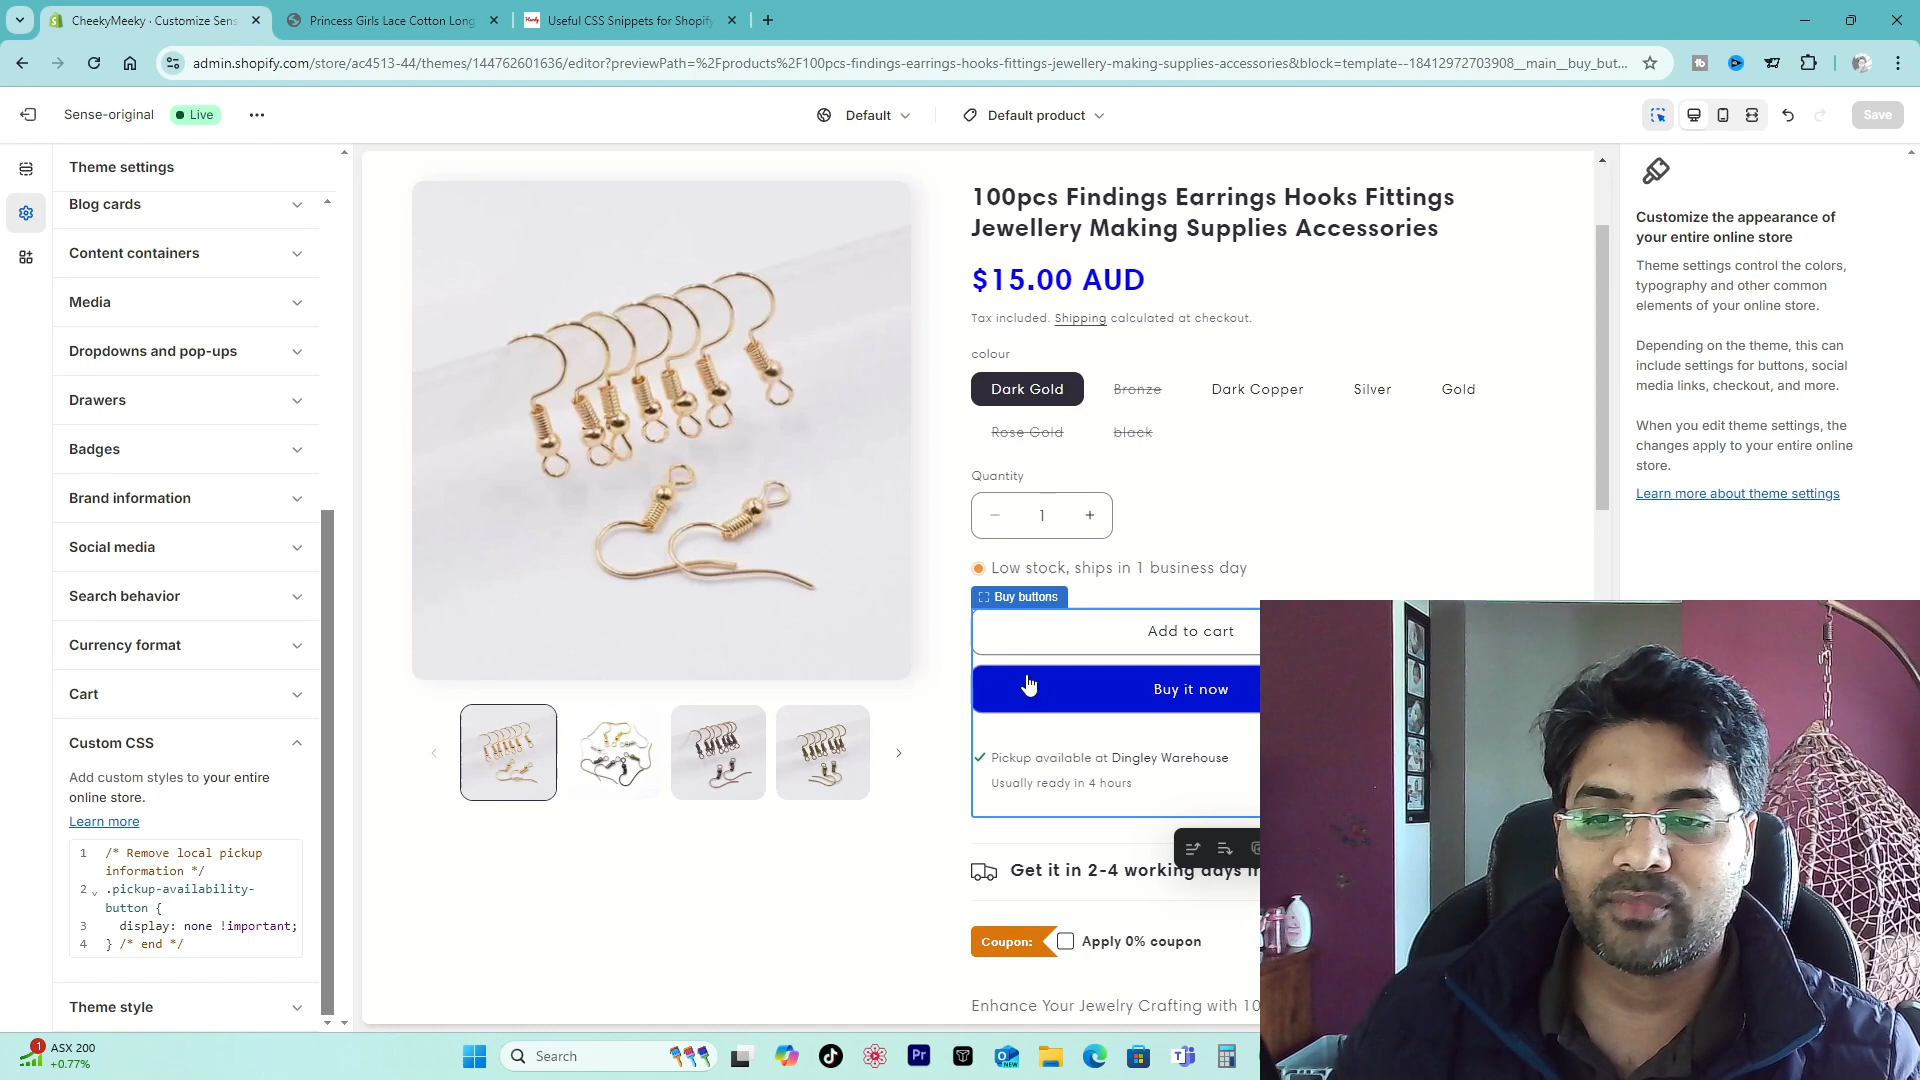 CheekyMeeky · Customize Sens
Princess Girls Lace Cotton Long
Useful CSS Snippets for Shopify
admin.shopify.com/store/ac4513-44/themes/144762601636/editor?previewPath=%2Fproducts%2F100pcs-findings-earrings-hooks-fittings-jewellery-making-supplies-accessories&block=template--18412972703908__main__buy_but...
Sense-original
Live
Default
Default product
Save
Theme settings
Blog cards
Content containers
Media
Dropdowns and pop-ups
Drawers
Badges
Brand information
Social media
Search behavior
Currency format
Cart
Custom CSS
Add custom styles to your entire
online store.
Learn more
1 /* Remove local pickup
information */
2 .pickup-availability-
button {
3 display: none !important;
4 } /* end */
Theme style
100pcs Findings Earrings Hooks Fittings
Jewellery Making Supplies Accessories
$15.00 AUD
Tax included. Shipping calculated at checkout.
colour
Dark Gold Bronze Dark Copper Silver Gold
Rose Gold black
Quantity
1
Low stock, ships in 1 business day
Buy buttons
Add to cart
Buy it now
Pickup available at Dingley Warehouse
Usually ready in 4 hours
Get it in 2-4 working days
Coupon: Apply 0% coupon
Enhance Your Jewelry Crafting with 10
Customize the appearance of
your entire online store
Theme settings control the colors,
typography and other common
elements of your online store.
Depending on the theme, this can
include settings for buttons, social
media links, checkout, and more.
When you edit theme settings, the
changes apply to your entire online
store.
Learn more about theme settings
1
ASX 200
+0.77%
Search
Pr
NEW